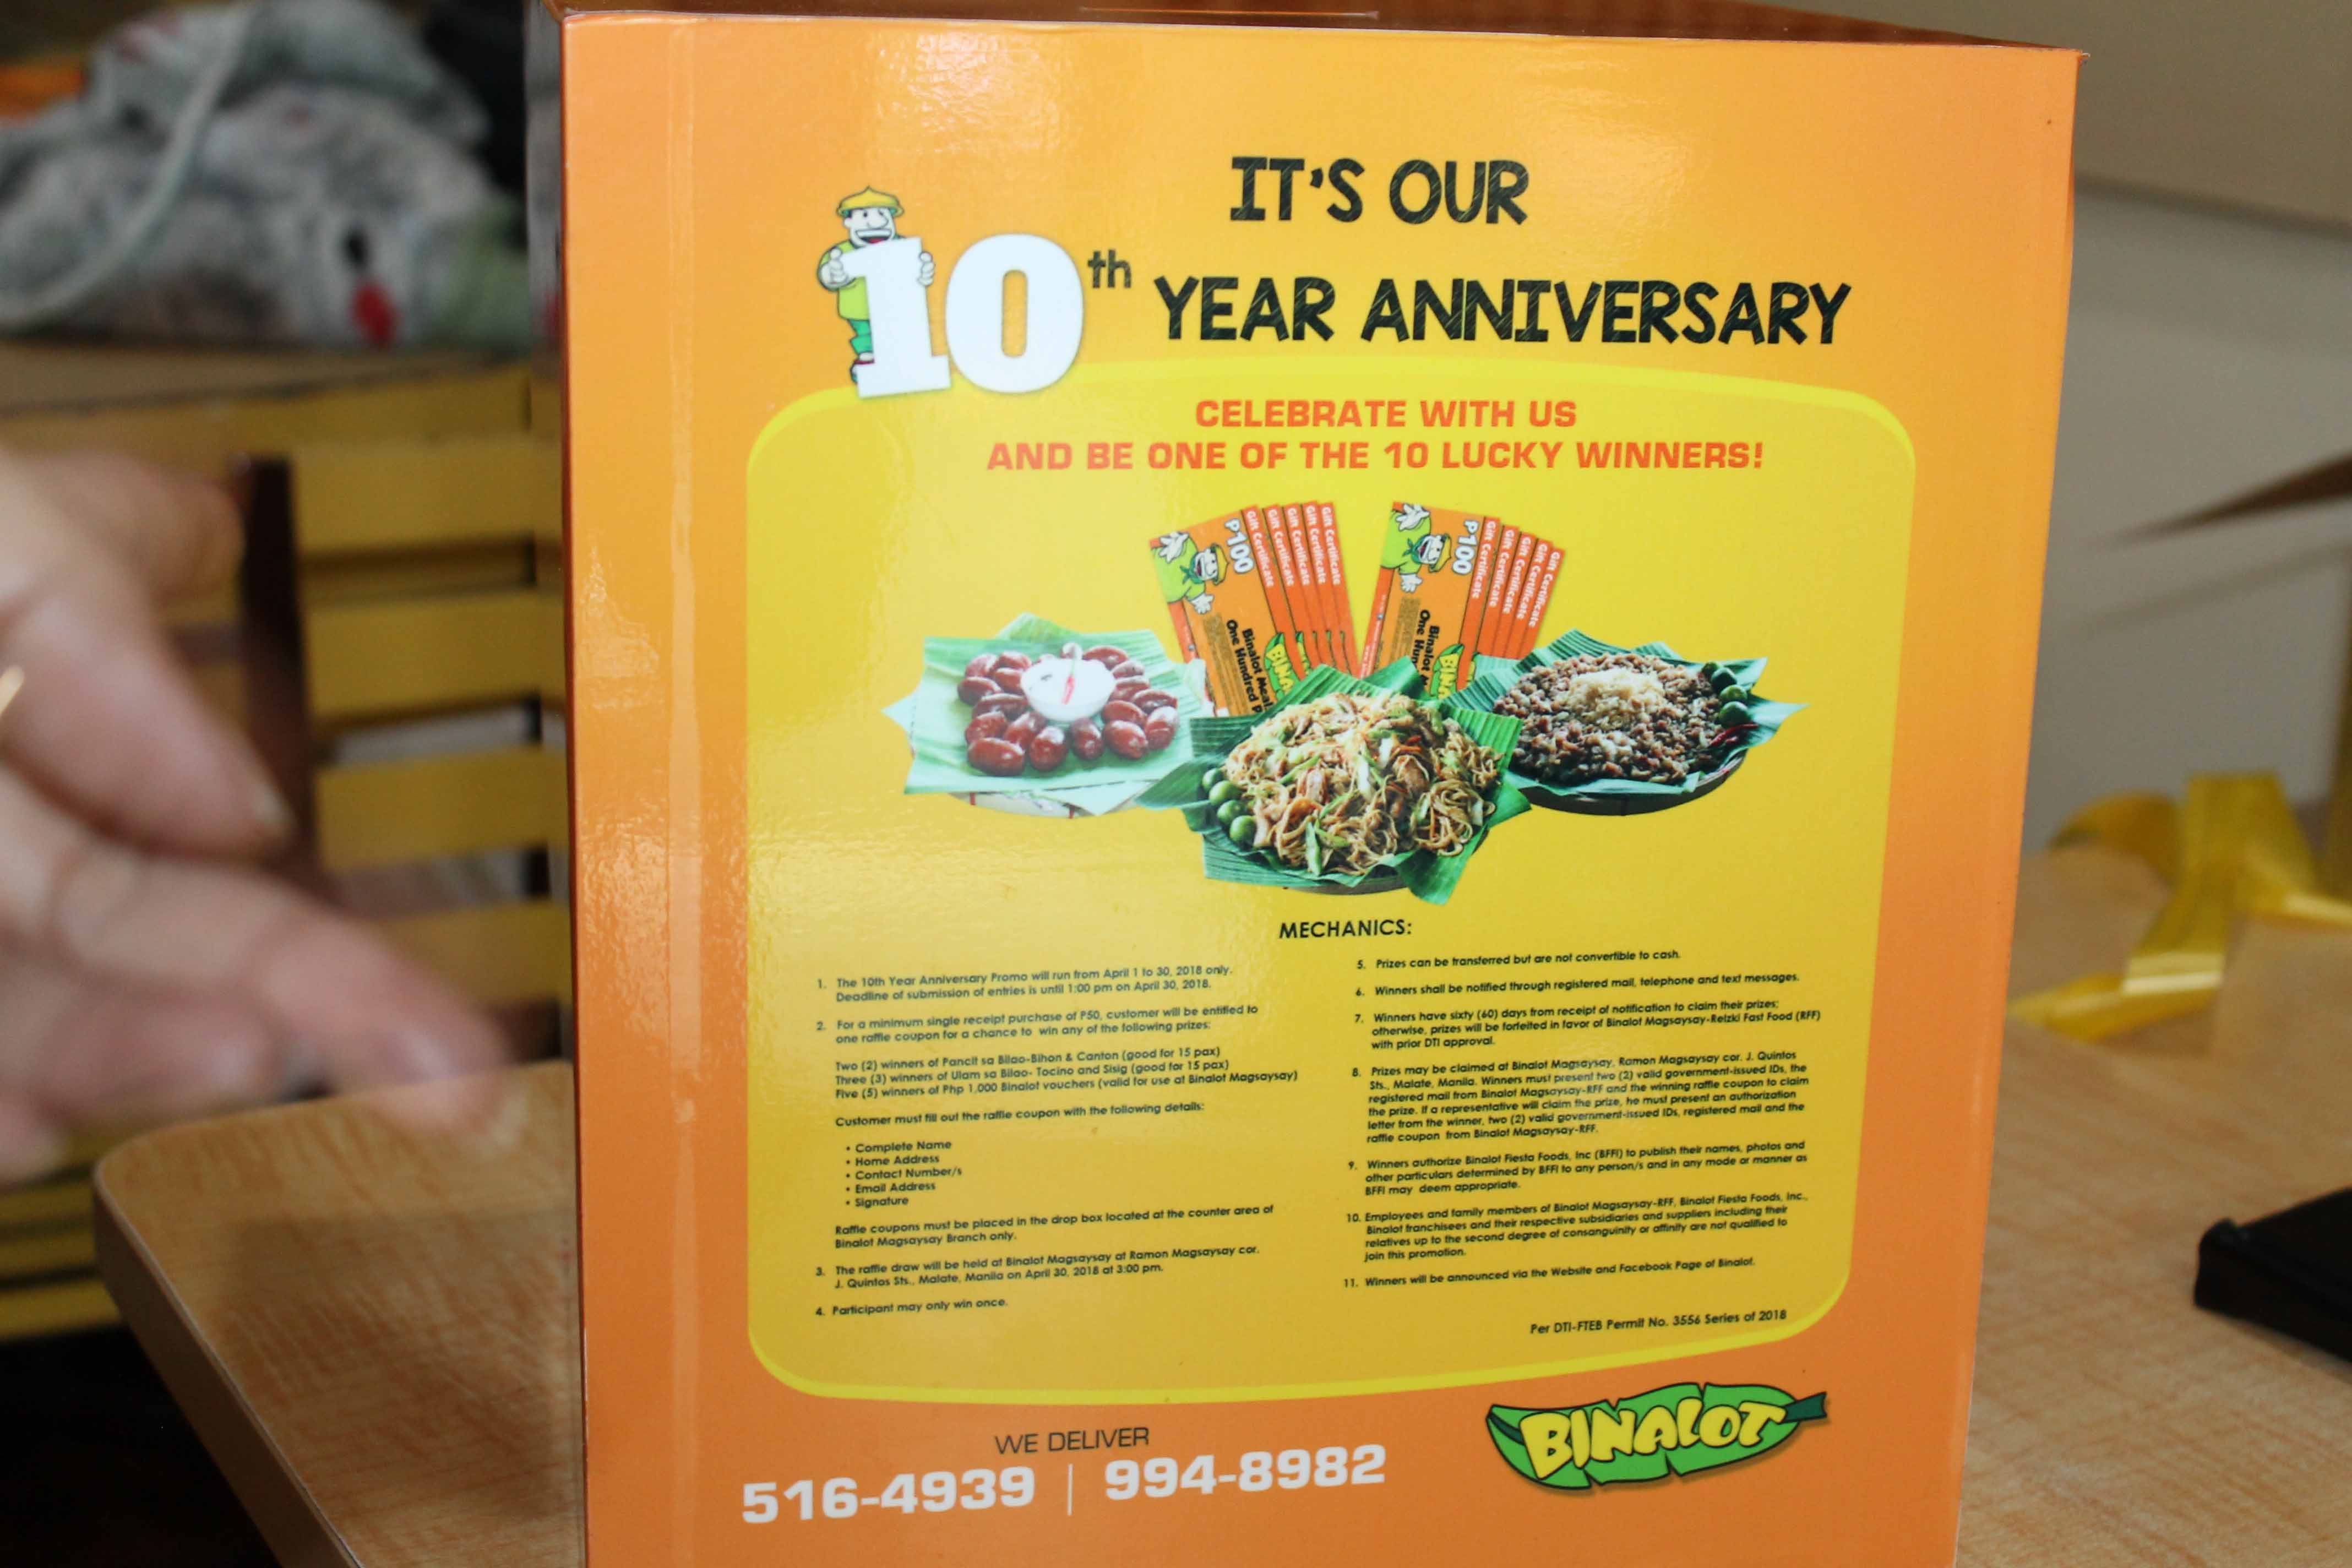 IT'S OUR
10th YEAR ANNIVERSARY
CELEBRATE WITH US
AND BE ONE OF THE 10 LUCKY WINNERS!
P100
Gift Certificate
Gift Certificate
Gift Certificate
Gift Certificate
Gift Certificate
Binalot Meal
One Hundred P
P100
Gift Certificate
Gift Certificate
Gift Certificate
Gift Certificate
Gift Certificate
Binalot
One Hun
MECHANICS:
1. The 10th Year Anniversary Promo will run from April 1 to 30, 2018 only.
Deadline of submission of entries is until 1:00 pm on April 30, 2018.
2. For a minimum single receipt purchase of P50, customer will be entitled to
one raffle coupon for a chance to win any of the following prizes:
Two (2) winners of Pancit sa Bilao-Bihon & Canton (good for 15 pax)
Three (3) winners of Ulam sa Bilao- Tocino and Sisig (good for 15 pax)
Five (5) winners of Php 1,000 Binalot vouchers (valid for use at Binalot Magsaysay)
Customer must fill out the raffle coupon with the following details:
• Complete Name
• Home Address
• Contact Number/s
• Email Address
• Signature
Raffle coupons must be placed in the drop box located at the counter area of
Binalot Magsaysay Branch only.
3. The raffle draw will be held at Binalot Magsaysay at Ramon Magsaysay cor.
J. Quintos Sts., Malate, Manila on April 30, 2018 at 3:00 pm.
4. Participant may only win once.
5. Prizes can be transferred but are not convertible to cash.
6. Winners shall be notified through registered mail, telephone and text messages.
7. Winners have sixty (60) days from receipt of notification to claim their prizes;
otherwise, prizes will be forfeited in favor of Binalot Magsaysay-Relzki Fast Food (RFF)
with prior DTI approval.
8. Prizes may be claimed at Binalot Magsaysay, Ramon Magsaysay cor. J. Quintos
Sts., Malate, Manila. Winners must present two (2) valid government-issued IDs, the
registered mail from Binalot Magsaysay-RFF and the winning raffle coupon to claim
the prize. If a representative will claim the prize, he must present an authorization
letter from the winner, two (2) valid government-issued IDs, registered mail and the
raffle coupon from Binalot Magsaysay-RFF.
9. Winners authorize Binalot Fiesta Foods, Inc (BFFI) to publish their names, photos and
other particulars determined by BFFI to any person/s and in any mode or manner as
BFFI may deem appropriate.
10. Employees and family members of Binalot Magsaysay-RFF, Binalot Fiesta Foods, Inc.,
Binalot franchisees and their respective subsidiaries and suppliers including their
relatives up to the second degree of consanguinity or affinity are not qualified to
join this promotion.
11. Winners will be announced via the Website and Facebook Page of Binalot.
Per DTI-FTEB Permit No. 3556 Series of 2018
WE DELIVER
516-4939 | 994-8982
BINALOT